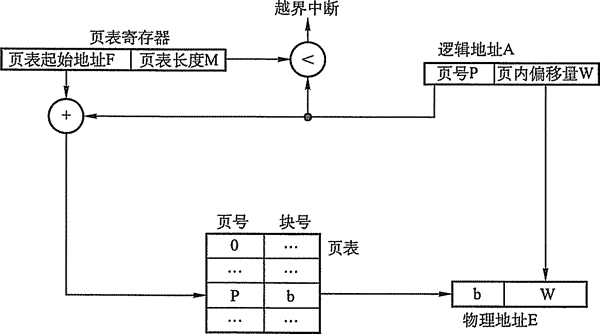 越界中断
页表寄存器
页表起始地址F 页表长度M
<
逻辑地址A
页号P 页内偏移量W
+
页号 块号
页表
0 …
… …
P b
… …
b W
物理地址E